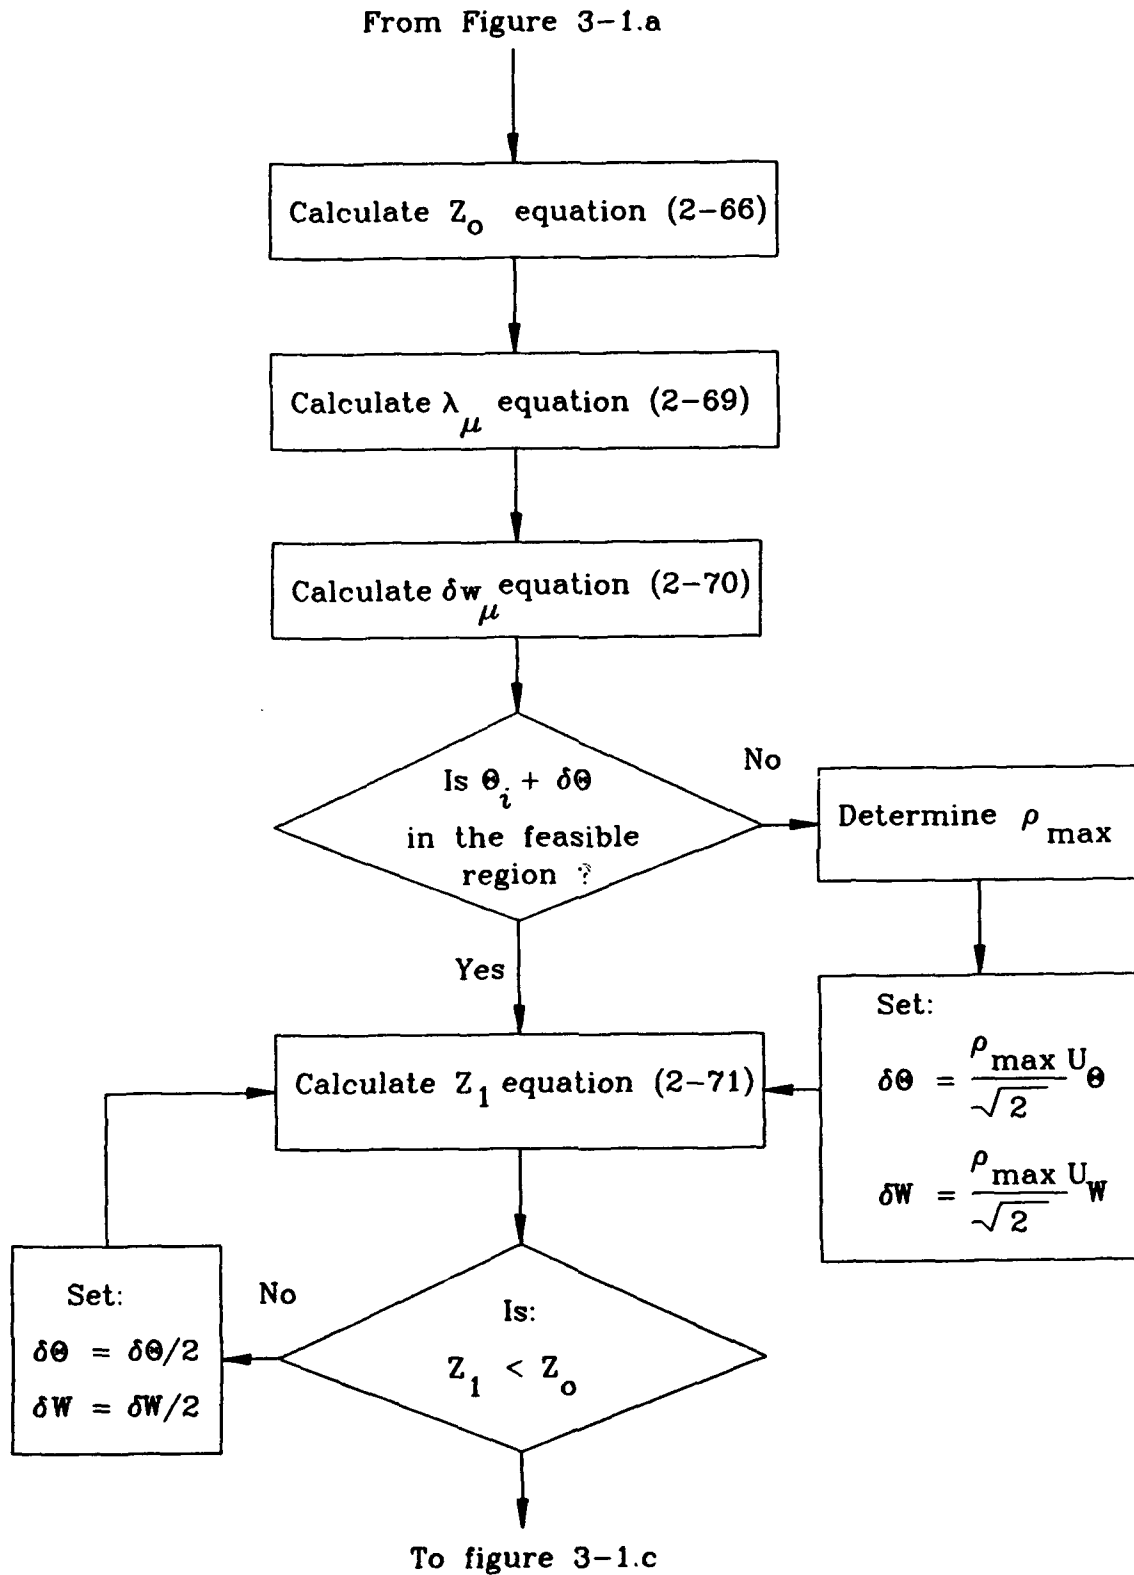 From Figure 3-1.a
Calculate Z_o equation (2-66)
Calculate λ_μ equation (2-69)
Calculate δw_μ equation (2-70)
Is Θ_i + δΘ
in the feasible
region ?
No
Determine ρ_max
Yes
Set:
δΘ = ρ_max/√2 U_Θ
δW = ρ_max/√2 U_W
Calculate Z_1 equation (2-71)
Is:
Z_1 < Z_o
No
Set:
δΘ = δΘ/2
δW = δW/2
To figure 3-1.c